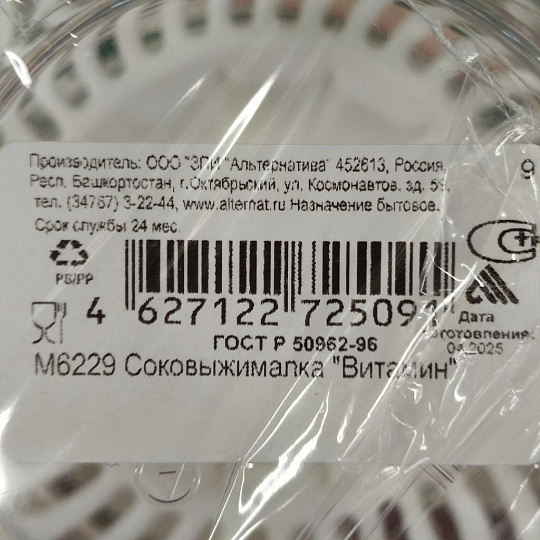 Производитель: ООО "ЗПИ "Альтернатива" 452613, Россия,
Респ. Башкортостан, г.Октябрьский, ул. Космонавтов, зд. 59,
тел. (34767) 3-22-44, www.alternat.ru Назначение бытовое.
Срок службы 24 мес.
PS/PP
4 627122 725091
ГОСТ Р 50962-96
Дата
изготовления:
04.2025
М6229 Соковыжималка "Витамин"
9